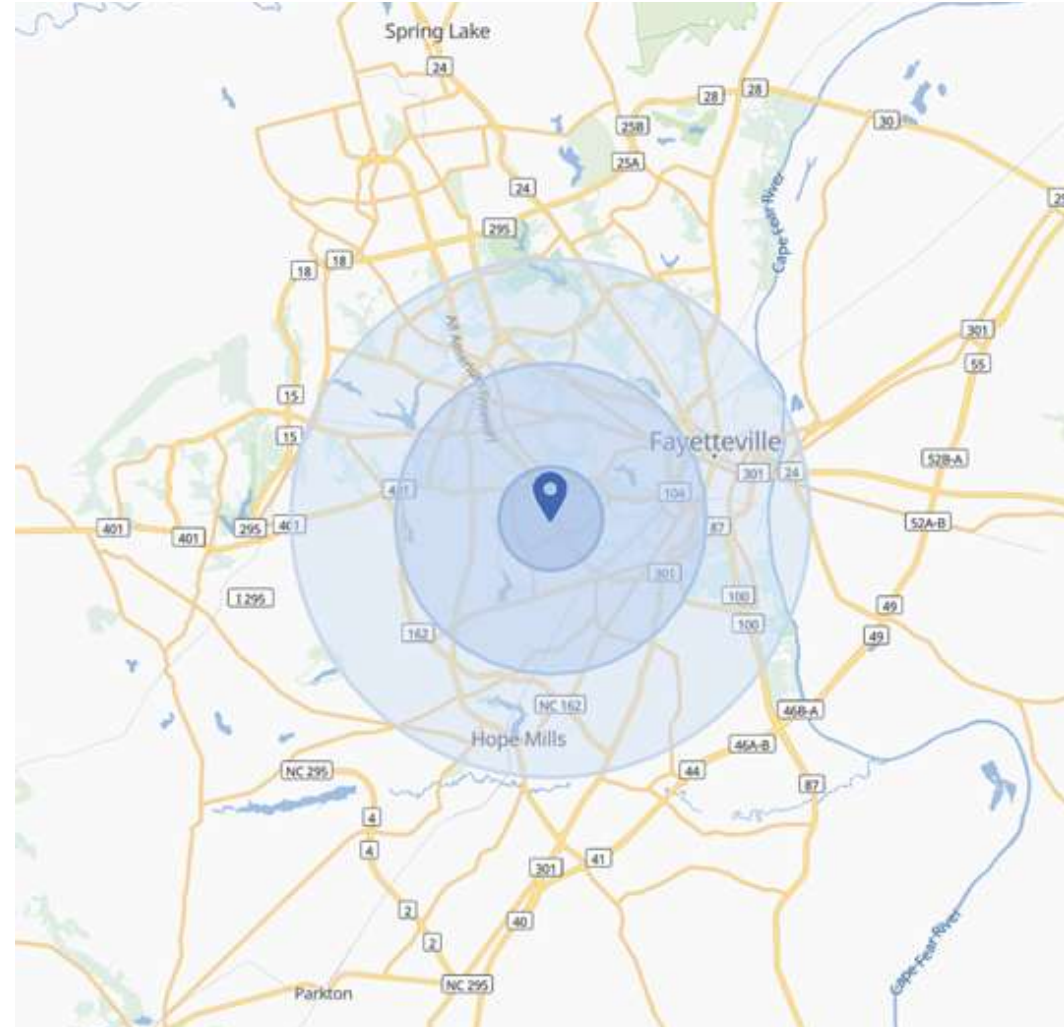 Spring Lake
24
28
28
25B
30
25A
24
295
18
18
Cape Fear River
301
55
All American Freeway
15
15
Fayetteville
401
301
24
52B-A
104
401
401
295
401
87
52A-B
301
I 295
100
49
100
162
49
NC 162
46B-A
Hope Mills
46A-B
NC 295
44
87
4
4
41
301
2
40
2
NC 295
Parkton
Cape Fear River